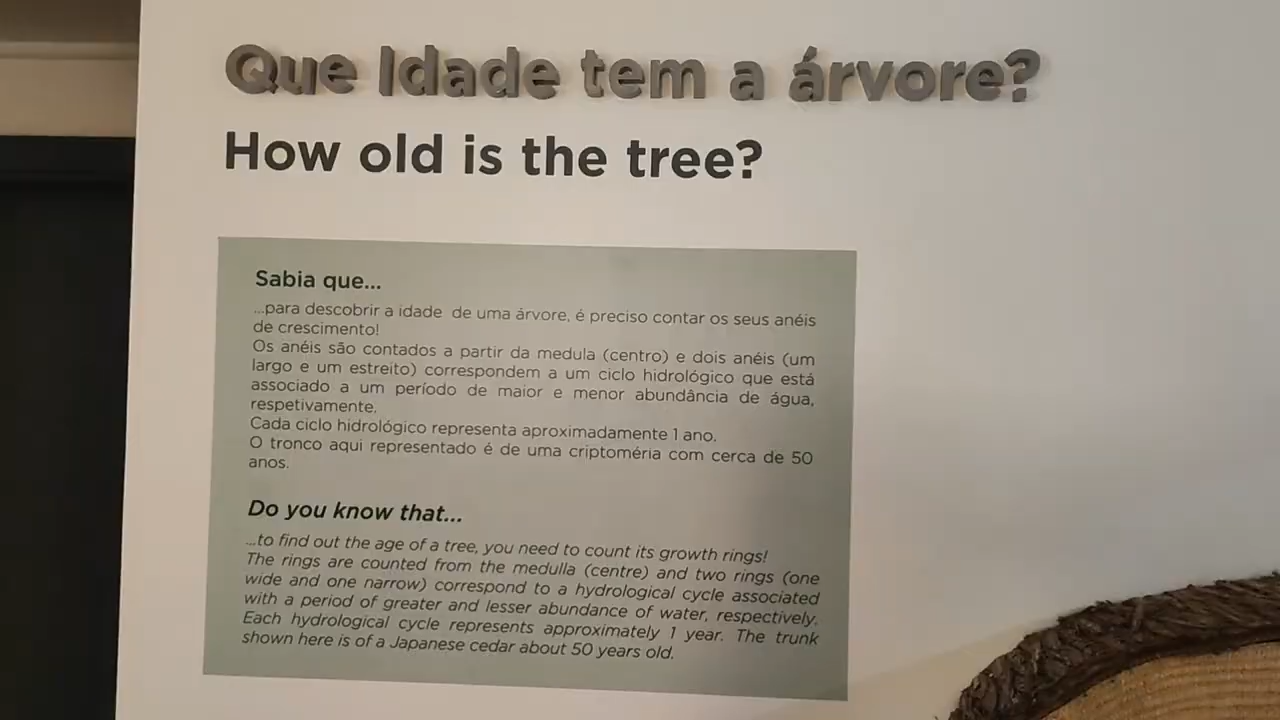 Que Idade tem a árvore?
How old is the tree?
Sabia que...
...para descobrir a idade de uma árvore, é preciso contar os seus anéis
de crescimento!
Os anéis são contados a partir da medula (centro) e dois anéis (um
largo e um estreito) correspondem a um ciclo hidrológico que está
associado a um período de maior e menor abundância de água,
respetivamente.
Cada ciclo hidrológico representa aproximadamente 1 ano.
O tronco aqui representado é de uma criptoméria com cerca de 50
anos.
Do you know that...
...to find out the age of a tree, you need to count its growth rings!
The rings are counted from the medulla (centre) and two rings (one
wide and one narrow) correspond to a hydrological cycle associated
with a period of greater and lesser abundance of water, respectively.
Each hydrological cycle represents approximately 1 year. The trunk
shown here is of a Japanese cedar about 50 years old.